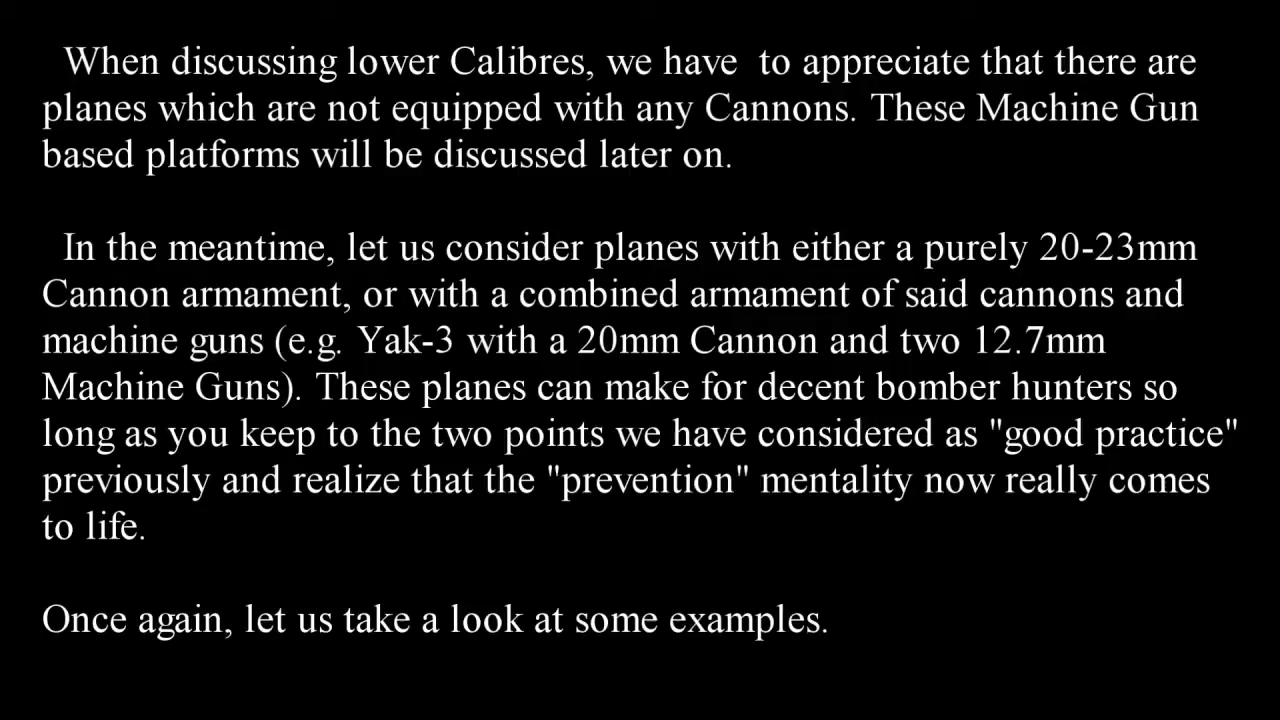 When discussing lower Calibres, we have  to appreciate that there are
planes which are not equipped with any Cannons. These Machine Gun
based platforms will be discussed later on.
In the meantime, let us consider planes with either a purely 20-23mm
Cannon armament, or with a combined armament of said cannons and
machine guns (e.g. Yak-3 with a 20mm Cannon and two 12.7mm
Machine Guns). These planes can make for decent bomber hunters so
long as you keep to the two points we have considered as "good practice"
previously and realize that the "prevention" mentality now really comes
to life.
Once again, let us take a look at some examples.